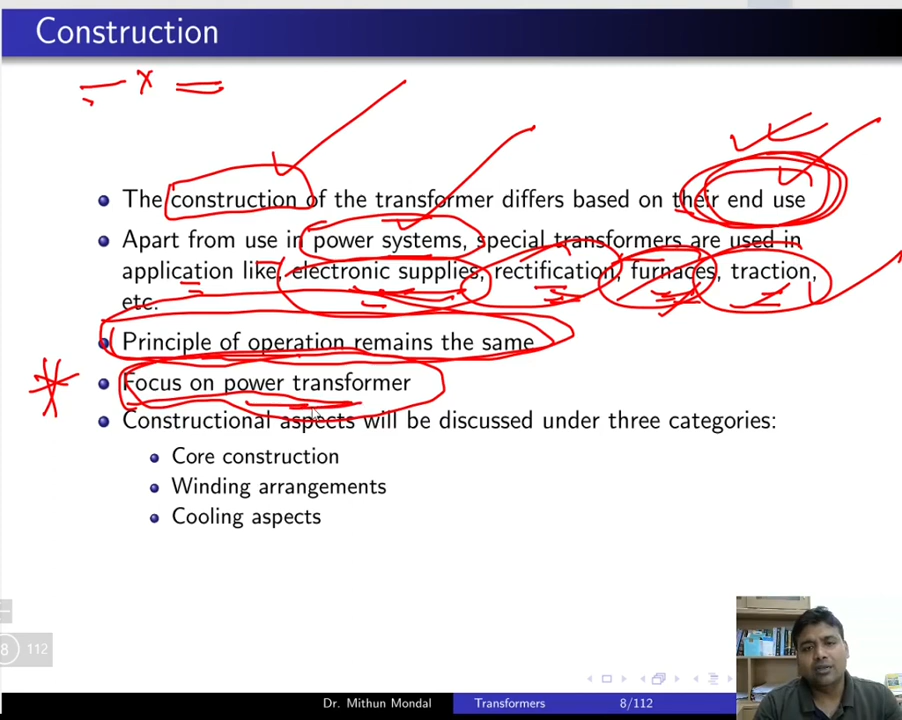 Construction
x
The construction of the transformer differs based on their end use
Apart from use in power systems, special transformers are used in
application like, electronic supplies, rectification, furnaces, traction,
etc.
Principle of operation remains the same
Focus on power transformer
Constructional aspects will be discussed under three categories:
Core construction
Winding arrangements
Cooling aspects
8 112
Dr. Mithun Mondal Transformers 8/112